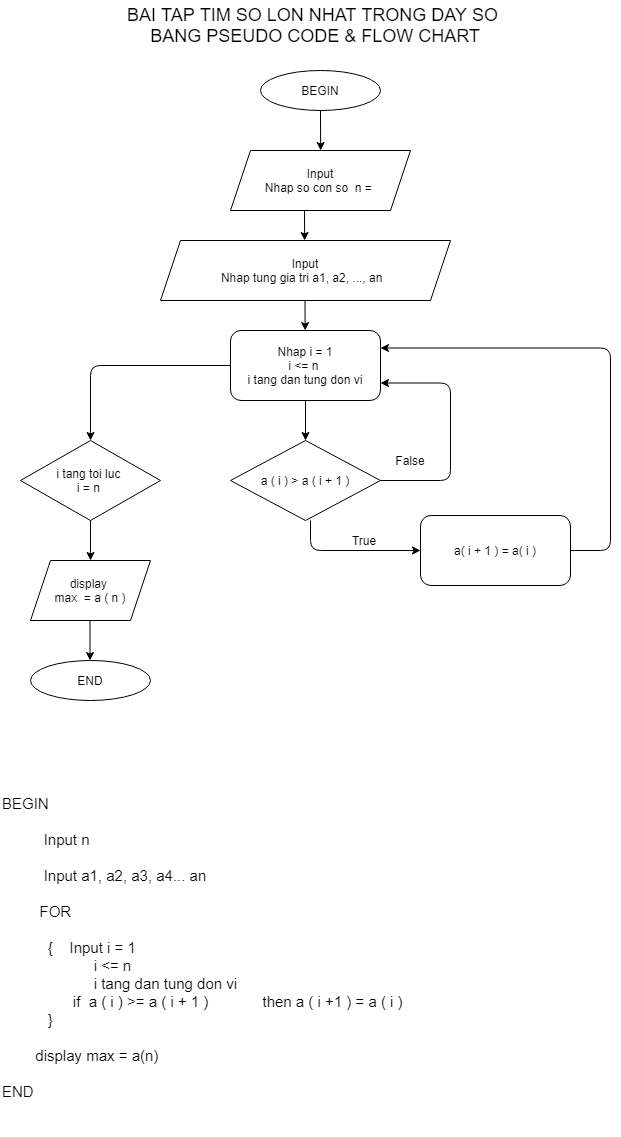 BAI TAP TIM SO LON NHAT TRONG DAY SO
BANG PSEUDO CODE & FLOW CHART
BEGIN
Input
Nhap so con so n =
Input
Nhap tung gia tri a1, a2, ..., an
Nhap i = 1
i <= n
i tang dan tung don vi
i tang toi luc
i = n
a ( i ) > a ( i + 1 )
False
True
a( i + 1 ) = a( i )
display
max = a ( n )
END
BEGIN
Input n
Input a1, a2, a3, a4... an
FOR
{ Input i = 1
i <= n
i tang dan tung don vi
if a ( i ) >= a ( i + 1 ) then a ( i +1 ) = a ( i )
}
display max = a(n)
END